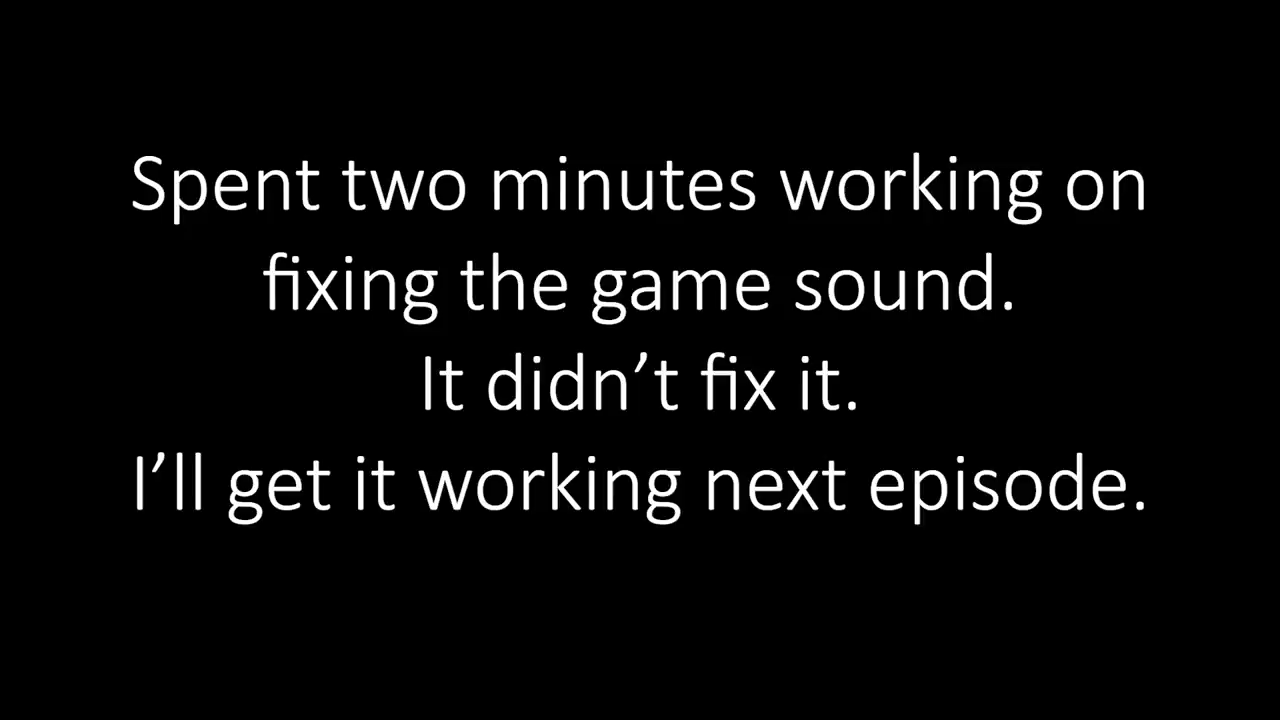 Spent two minutes working on
fixing the game sound.
It didn’t fix it.
I’ll get it working next episode.